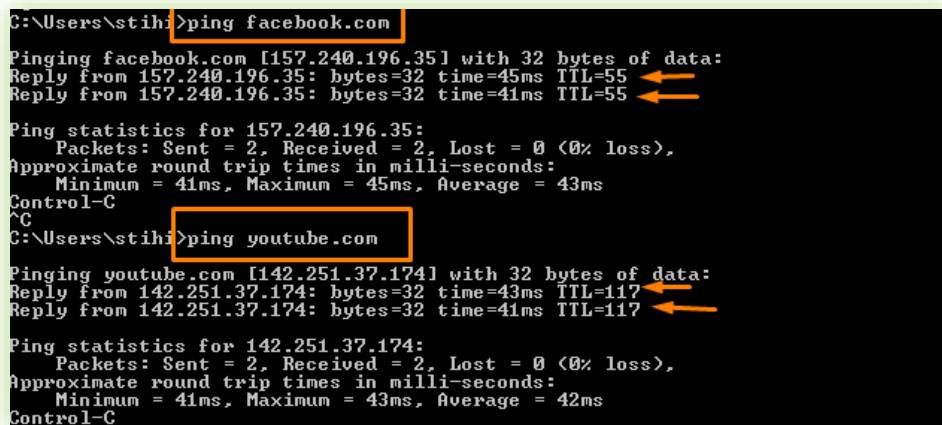 C:\Users\stihi>ping facebook.com
Pinging facebook.com [157.240.196.35] with 32 bytes of data:
Reply from 157.240.196.35: bytes=32 time=45ms TTL=55
Reply from 157.240.196.35: bytes=32 time=41ms TTL=55
Ping statistics for 157.240.196.35:
    Packets: Sent = 2, Received = 2, Lost = 0 (0% loss),
Approximate round trip times in milli-seconds:
    Minimum = 41ms, Maximum = 45ms, Average = 43ms
Control-C
^C
C:\Users\stihi>ping youtube.com
Pinging youtube.com [142.251.37.174] with 32 bytes of data:
Reply from 142.251.37.174: bytes=32 time=43ms TTL=117
Reply from 142.251.37.174: bytes=32 time=41ms TTL=117
Ping statistics for 142.251.37.174:
    Packets: Sent = 2, Received = 2, Lost = 0 (0% loss),
Approximate round trip times in milli-seconds:
    Minimum = 41ms, Maximum = 43ms, Average = 42ms
Control-C